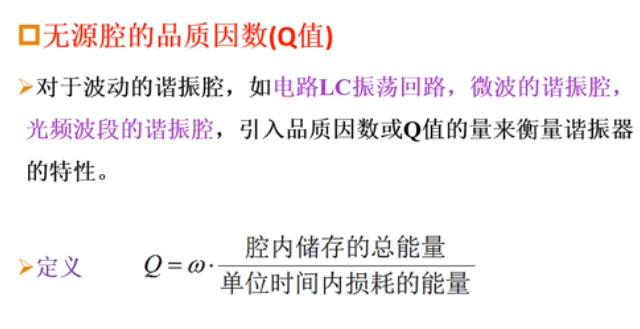 无源腔的品质因数(Q值)
对于波动的谐振腔，如电路LC振荡回路，微波的谐振腔，
光频波段的谐振腔，引入品质因数或Q值的量来衡量谐振器
的特性。
定义 Q = ω · 腔内储存的总能量
单位时间内损耗的能量